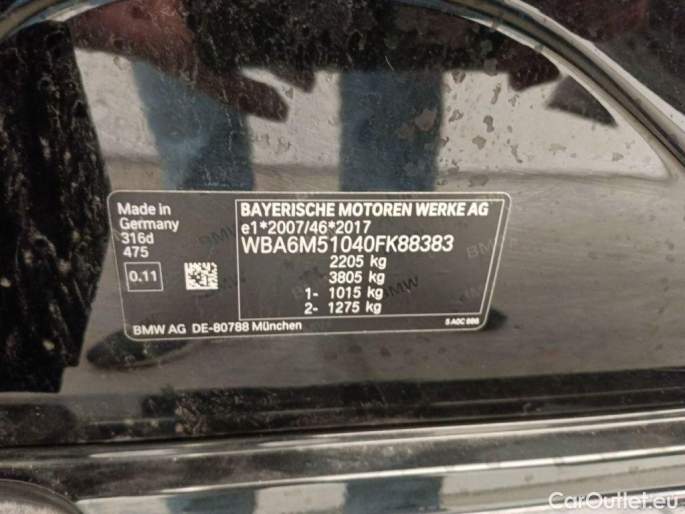 Made in
Germany
316d
475
0.11
BAYERISCHE MOTOREN WERKE AG
e1*2007/46*2017
WBA6M51040FK88383
2205 kg
3805 kg
1- 1015 kg
2- 1275 kg
BMW AG DE-80788 München
CarOutlet.eu